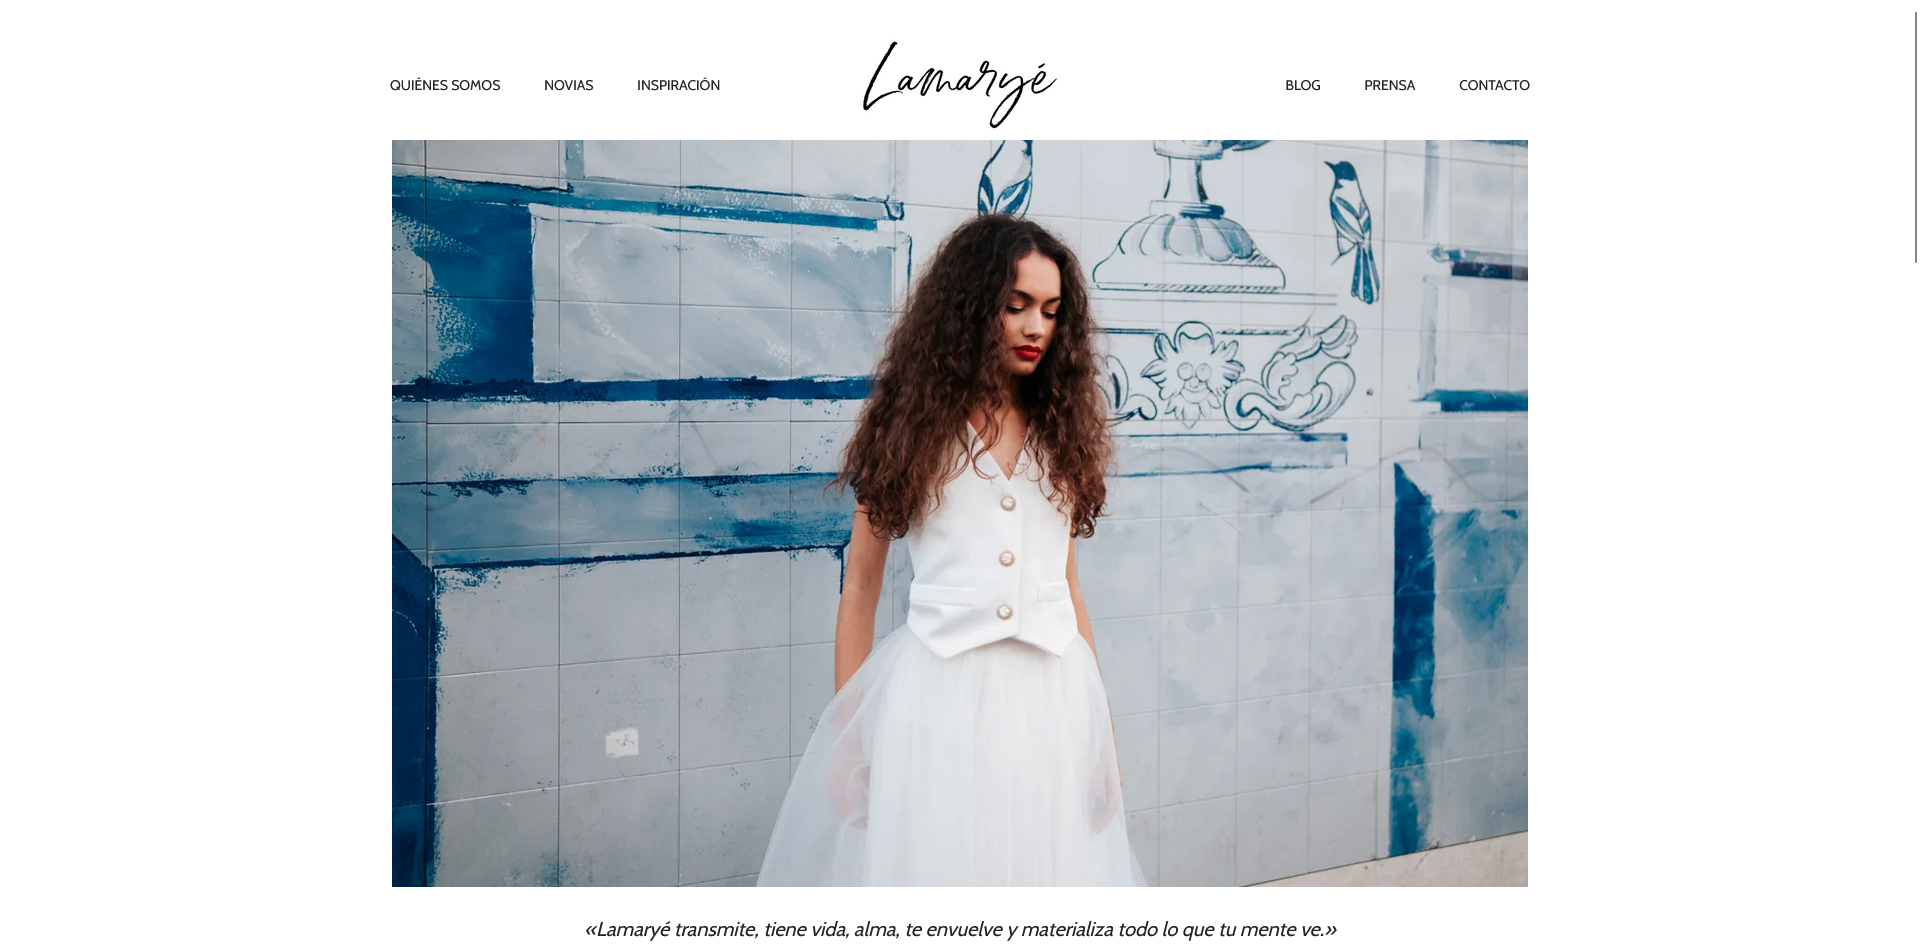 QUIÉNES SOMOS NOVIAS INSPIRACIÓN Lamaryé BLOG PRENSA CONTACTO
«Lamaryé transmite, tiene vida, alma, te envuelve y materializa todo lo que tu mente ve.»